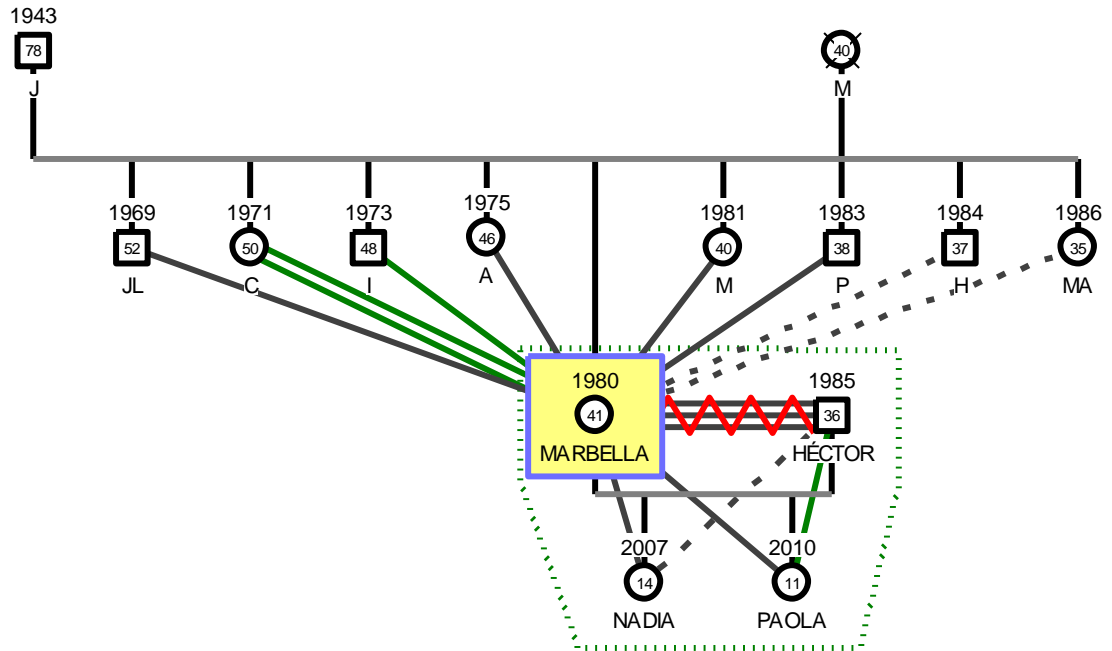 1943
78
J
40
M
1969 1971 1973 1975 1981 1983 1984 1986
52 50 48 46 40 38 37 35
JL C I A M P H MA
1980 1985
41 36
MARBELLA HÉCTOR
2007 2010
14 11
NADIA PAOLA